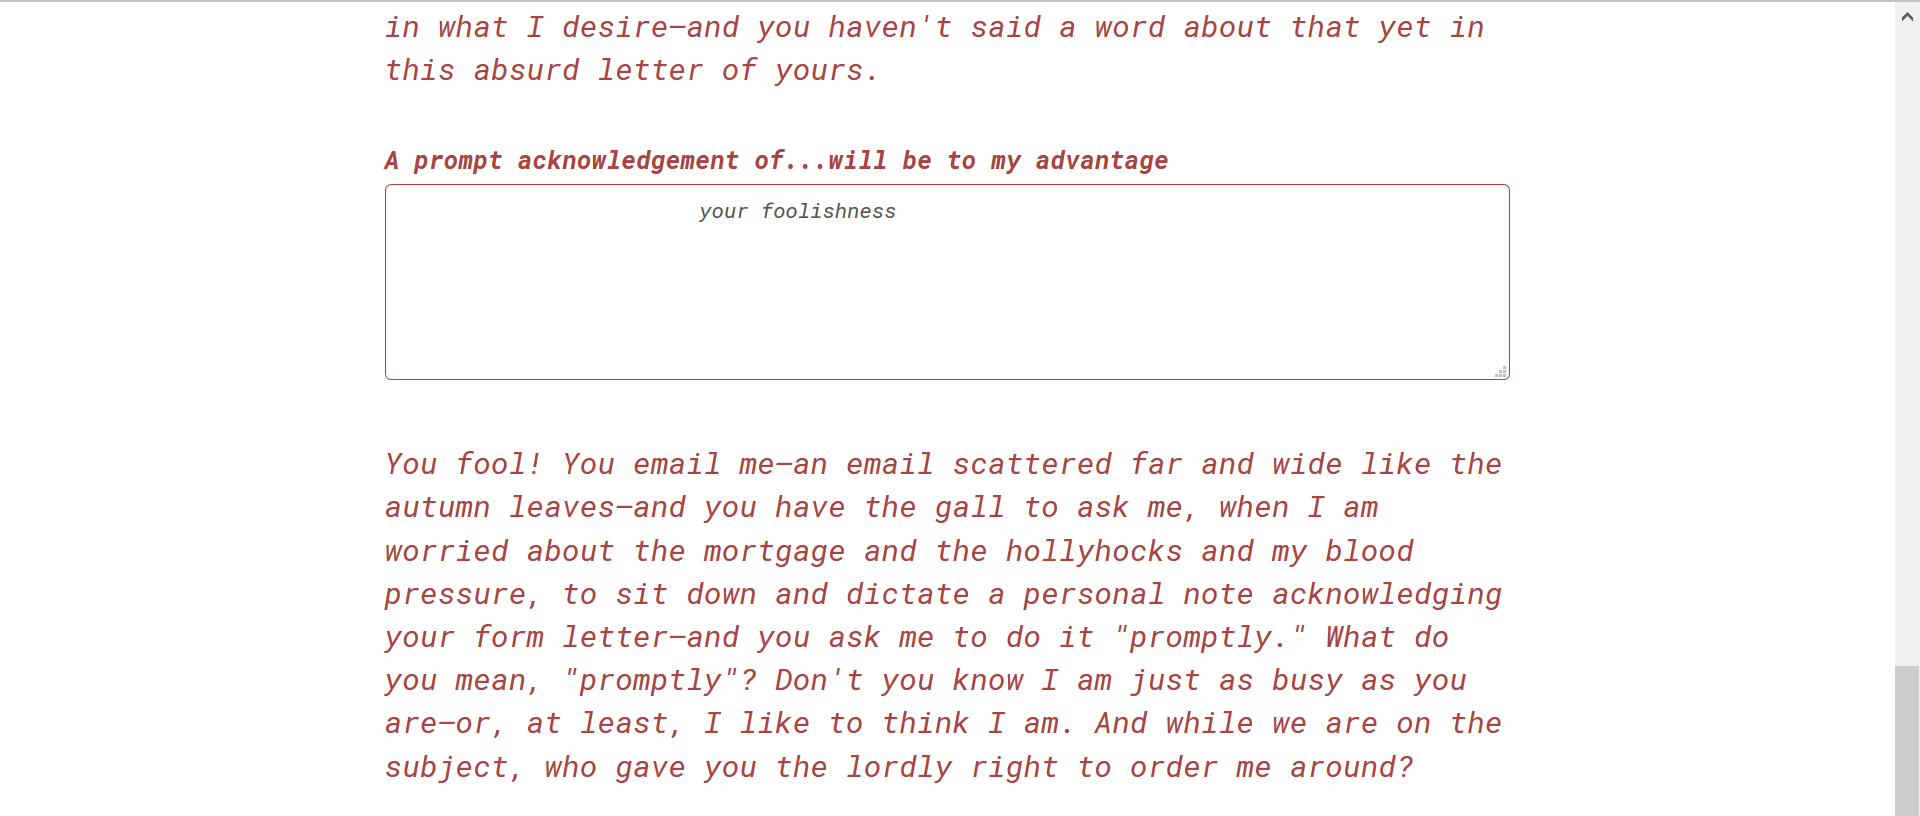 in what I desire—and you haven't said a word about that yet in
this absurd letter of yours.
A prompt acknowledgement of...will be to my advantage
your foolishness
You fool! You email me—an email scattered far and wide like the
autumn leaves—and you have the gall to ask me, when I am
worried about the mortgage and the hollyhocks and my blood
pressure, to sit down and dictate a personal note acknowledging
your form letter—and you ask me to do it "promptly." What do
you mean, "promptly"? Don't you know I am just as busy as you
are—or, at least, I like to think I am. And while we are on the
subject, who gave you the lordly right to order me around?